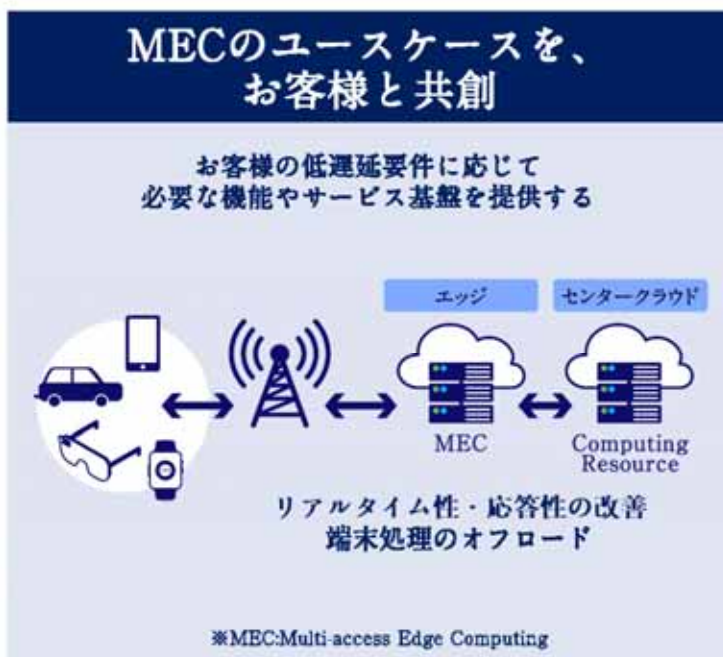 MECのユースケースを、
お客様と共創
お客様の低遅延要件に応じて
必要な機能やサービス基盤を提供する
エッジ
センタークラウド
MEC
Computing
Resource
リアルタイム性・応答性の改善
端末処理のオフロード
※MEC:Multi-access Edge Computing